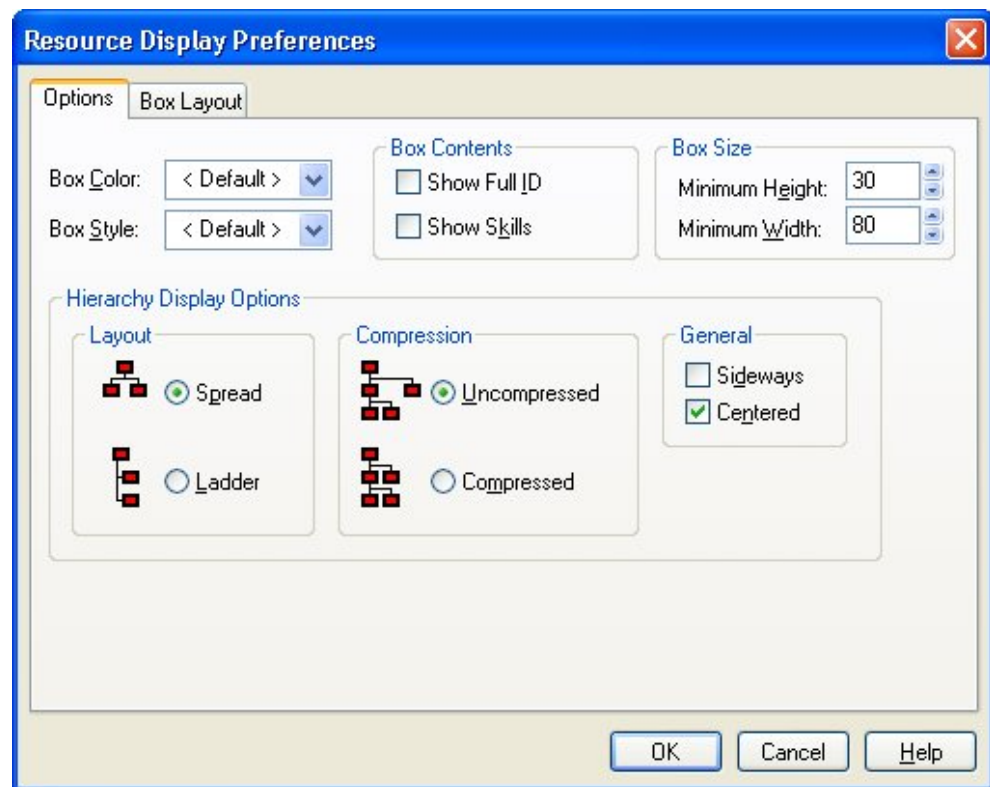 Resource Display Preferences
Options
Box Layout
Box Color:
< Default >
Box Style:
< Default >
Box Contents
Show Full ID
Show Skills
Box Size
Minimum Height:
30
Minimum Width:
80
Hierarchy Display Options
Layout
Spread
Ladder
Compression
Uncompressed
Compressed
General
Sideways
Centered
OK
Cancel
Help